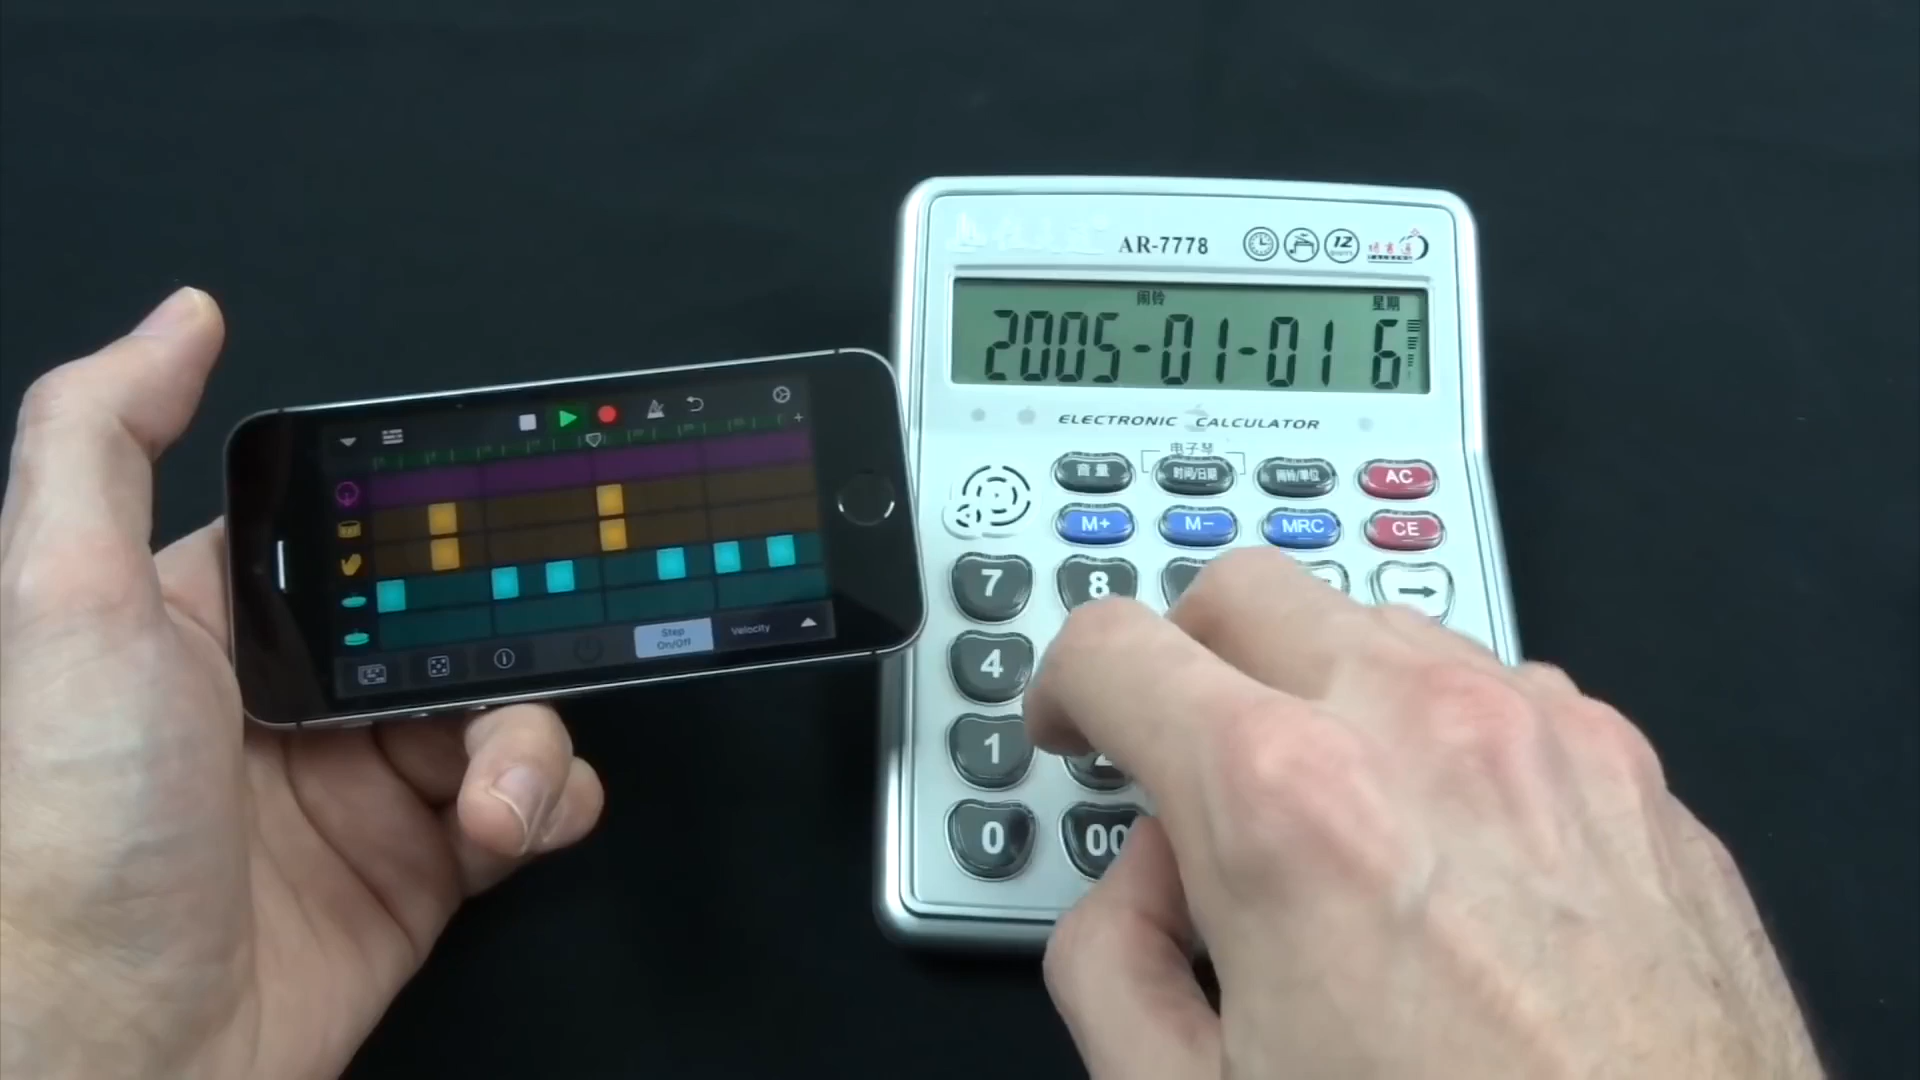 AR-7778
12
闹铃
星期
2005-01-01 6
ELECTRONIC CALCULATOR
电子琴
音量
时间/日期
闹铃/单位
AC
M+
M-
MRC
CE
7
8
4
1
2
0
00
Step
On/Off
Velocity